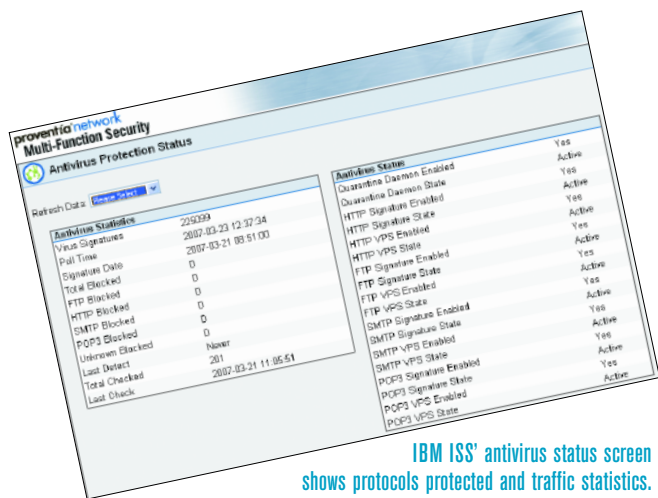 proventia network
Multi-Function Security
Antivirus Protection Status
Refresh Data: Please Select
Antivirus Statistics
Virus Signatures 225099
Pull Time 2007-03-23 12:37:34
Signature Date 2007-03-21 08:51:00
Total Blocked 0
FTP Blocked 0
HTTP Blocked 0
SMTP Blocked 0
POP3 Blocked 0
Unknown Blocked 0
Last Detect Never
Total Checked 201
Last Check 2007-03-21 11:05:51
Antivirus Status
Quarantine Daemon Enabled Yes
Quarantine Daemon State Active
HTTP Signature Enabled Yes
HTTP Signature State Active
HTTP VPS Enabled Yes
HTTP VPS State Active
FTP Signature Enabled Yes
FTP Signature State Active
FTP VPS Enabled Yes
FTP VPS State Active
SMTP Signature Enabled Yes
SMTP Signature State Active
SMTP VPS Enabled Yes
SMTP VPS State Active
POP3 Signature Enabled Yes
POP3 Signature State Active
POP3 VPS Enabled Yes
POP3 VPS State Active
IBM ISS' antivirus status screen
shows protocols protected and traffic statistics.